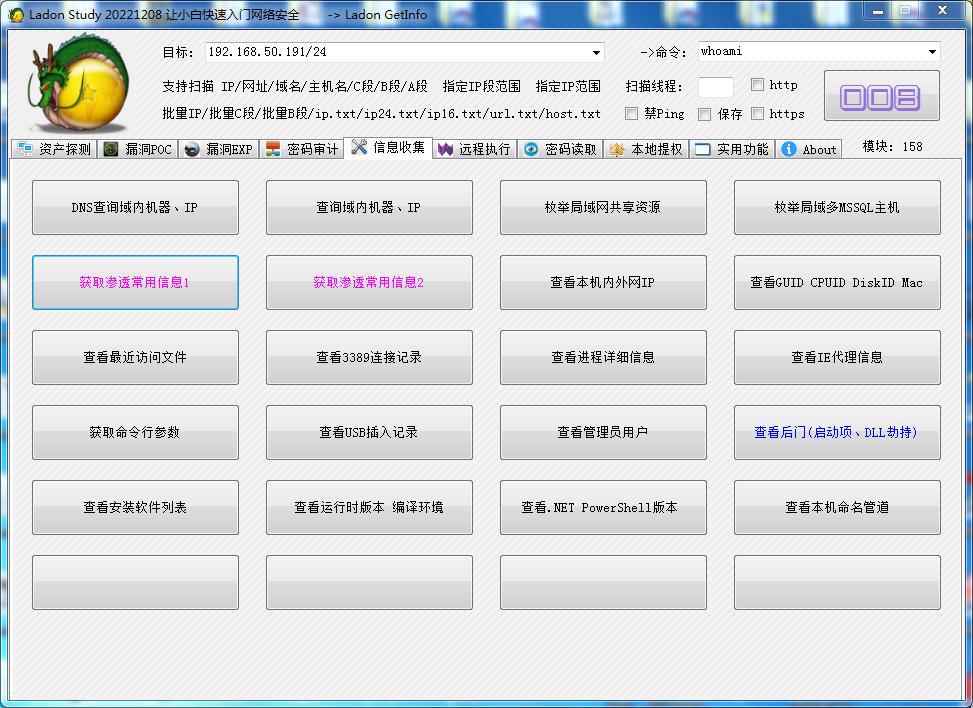 Ladon Study 20221208 让小白快速入门网络安全 -> Ladon GetInfo
目标: 192.168.50.191/24 ->命令: whoami
支持扫描 IP/网址/域名/主机名/C段/B段/A段 指定IP段范围 指定IP范围 扫描线程: http
批量IP/批量C段/批量B段/ip.txt/ip24.txt/ip16.txt/url.txt/host.txt 禁Ping 保存 https
资产探测 漏洞POC 漏洞EXP 密码审计 信息收集 远程执行 密码读取 本地提权 实用功能 About 模块: 158
DNS查询域内机器、IP 查询域内机器、IP 枚举局域网共享资源 枚举局域多MSSQL主机
获取渗透常用信息1 获取渗透常用信息2 查看本机内外网IP 查看GUID CPUID DiskID Mac
查看最近访问文件 查看3389连接记录 查看进程详细信息 查看IE代理信息
获取命令行参数 查看USB插入记录 查看管理员用户 查看后门(启动项、DLL劫持)
查看安装软件列表 查看运行时版本 编译环境 查看.NET PowerShell版本 查看本机命名管道